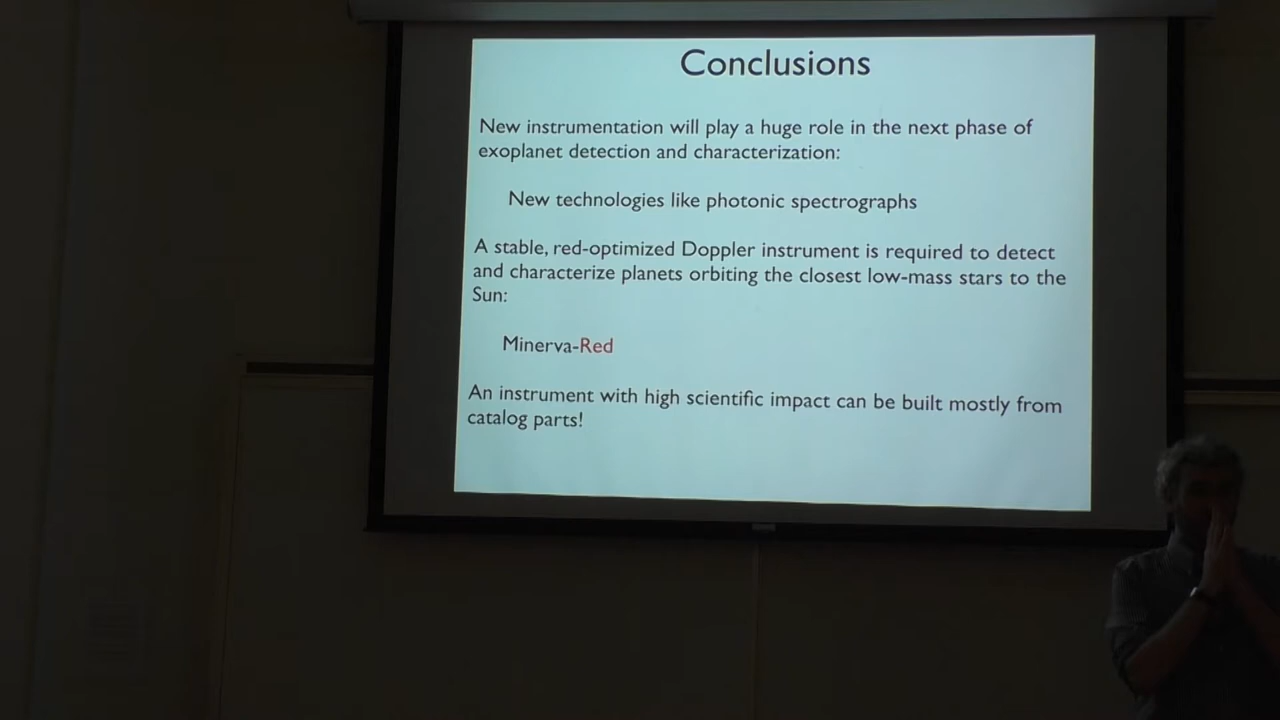 Conclusions
New instrumentation will play a huge role in the next phase of
exoplanet detection and characterization:
New technologies like photonic spectrographs
A stable, red-optimized Doppler instrument is required to detect
and characterize planets orbiting the closest low-mass stars to the
Sun:
Minerva-Red
An instrument with high scientific impact can be built mostly from
catalog parts!